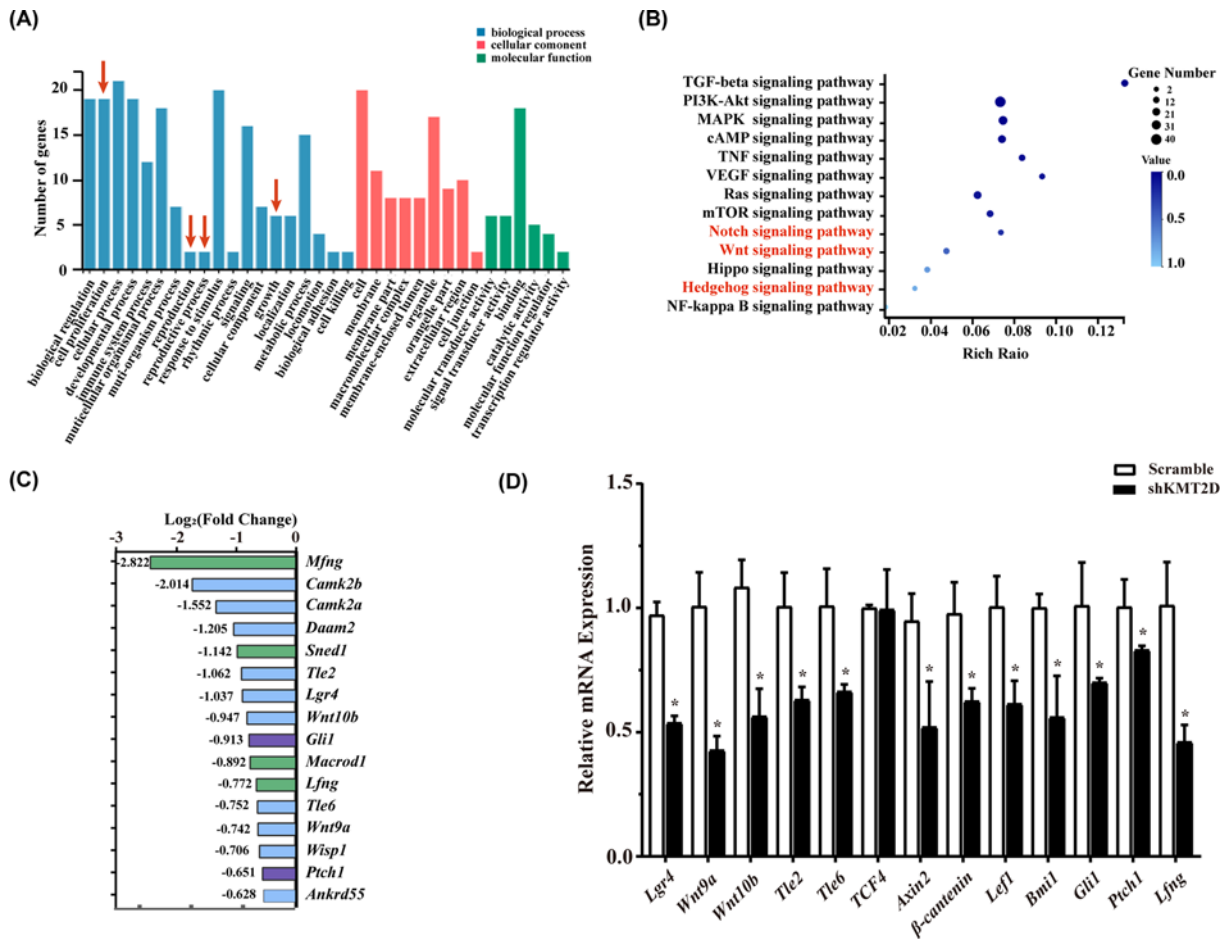 (A)
biological process
cellular comonent
molecular function
Number of genes
20
15
10
5
0
biological regulation
cell proliferation
cellular process
developmental process
immune system process
muticellular organismal process
muti-organism process
reproduction
reproductive process
response to stimulus
rhythmic process
signaling
cellular component
growth
localization
metabolic process
locomotion
biological adhesion
cell killing
cell
membrane
membrane part
macromolecular complex
membrane-enclosed lumen
organelle
orangelle part
extracellular region
cell junction
molecular transducer activity
signal transducer activity
binding
catalytic activity
molecular function regulator
transcription regulator activity
(B)
TGF-beta signaling pathway
PI3K-Akt signaling pathway
MAPK signaling pathway
cAMP signaling pathway
TNF signaling pathway
VEGF signaling pathway
Ras signaling pathway
mTOR signaling pathway
Notch signaling pathway
Wnt signaling pathway
Hippo signaling pathway
Hedgehog signaling pathway
NF-kappa B signaling pathway
0.02 0.04 0.06 0.08 0.10 0.12
Rich Raio
Gene Number
2
12
21
31
40
Value
0.0
0.5
1.0
(C)
Log₂(Fold Change)
-3 -2 -1 0
-2.822 Mfng
-2.014 Camk2b
-1.552 Camk2a
-1.205 Daam2
-1.142 Sned1
-1.062 Tle2
-1.037 Lgr4
-0.947 Wnt10b
-0.913 Gli1
-0.892 Macrod1
-0.772 Lfng
-0.752 Tle6
-0.742 Wnt9a
-0.706 Wisp1
-0.651 Ptch1
-0.628 Ankrd55
(D)
Scramble
shKMT2D
Relative mRNA Expression
1.5
1.0
0.5
0.0
* * * * * * * * * * * *
Lgr4
Wnt9a
Wnt10b
Tle2
Tle6
TCF4
Axin2
β-cantenin
Lef1
Bmi1
Gli1
Ptch1
Lfng